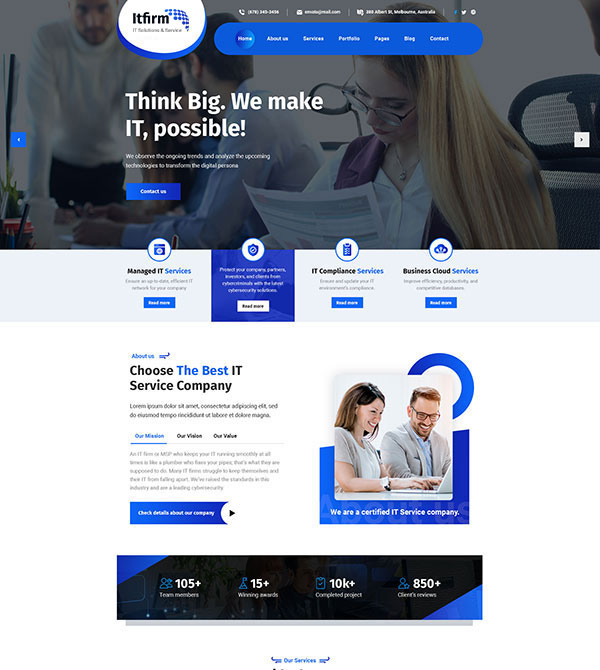 Itfirm
IT Solutions & Service
(678) 345-3456
emasto@mail.com
380 Albert St, Melbourne, Australia
Home
About us
Services
Portfolio
Pages
Blog
Contact
Think Big. We make
IT, possible!
We observe the ongoing trends and analyze the upcoming
technologies to transform the digital persona
Contact us
Managed IT Services
Ensure an up-to-date, efficient IT
network for your company
Read more
Protect your company, partners,
investors, and clients from
cybercriminals with the latest
cybersecurity solutions.
Read more
IT Compliance Services
Ensure and update your IT
environment's compliance.
Read more
Business Cloud Services
Improve efficiency, productivity, and
competitive databases.
Read more
About us
Choose The Best IT
Service Company
Lorem ipsum dolor sit amet, consectetur adipiscing elit, sed
do eiusmod tempo rincididunt ut labore et dolore magna.
Our Mission
Our Vision
Our Value
An IT firm or MSP who keeps your IT running smoothly at all
times is like a plumber who fixes your pipes; that's what they are
supposed to do. Many IT firms struggle to keep themselves and
their IT from falling apart. We've raised the standards in this
industry and are a leading cybersecurity
Check details about our company
About us
We are a certified IT Service company.
105+
Team members
15+
Winning awards
10k+
Completed project
850+
Client's reviews
Our Services